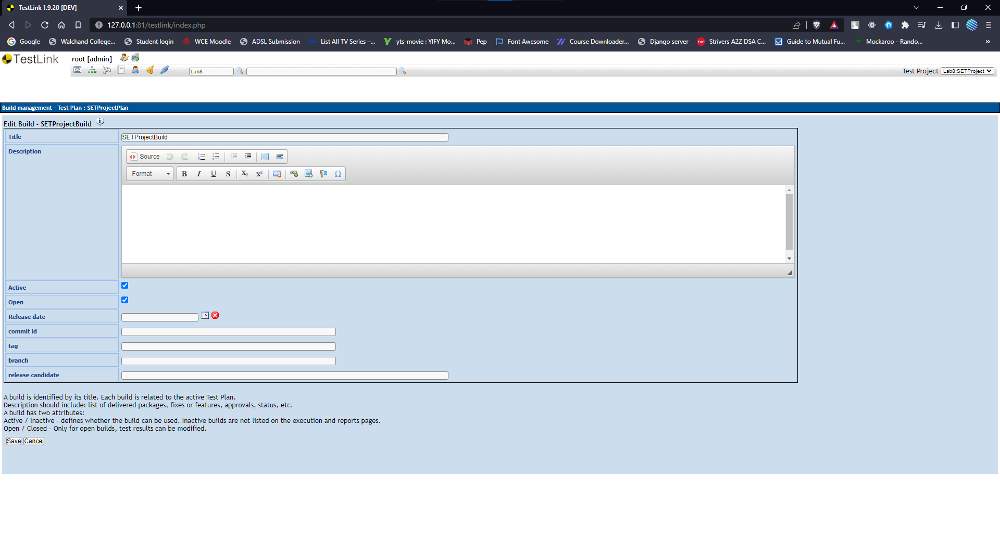 TestLink 1.9.20 [DEV]
127.0.0.1:81/testlink/index.php
Google Walchand College... Student login WCE Moodle ADSL Submission List All TV Series –... yts-movie : YIFY Mo... Pep Font Awesome Course Downloader... Django server TUF Strivers A2Z DSA C... Guide to Mutual Fu... Mockaroo - Rando... »
TestLink root [admin]
Lab8- Test Project Lab8:SETProject
Build management - Test Plan : SETProjectPlan
Edit Build - SETProjectBuild
Title SETProjectBuild
Description
Source
Format B I U S X₂ X² Ω
Active
Open
Release date
commit id
tag
branch
release candidate
A build is identified by its title. Each build is related to the active Test Plan.
Description should include: list of delivered packages, fixes or features, approvals, status, etc.
A build has two attributes:
Active / Inactive - defines whether the build can be used. Inactive builds are not listed on the execution and reports pages.
Open / Closed - Only for open builds, test results can be modified.
Save Cancel